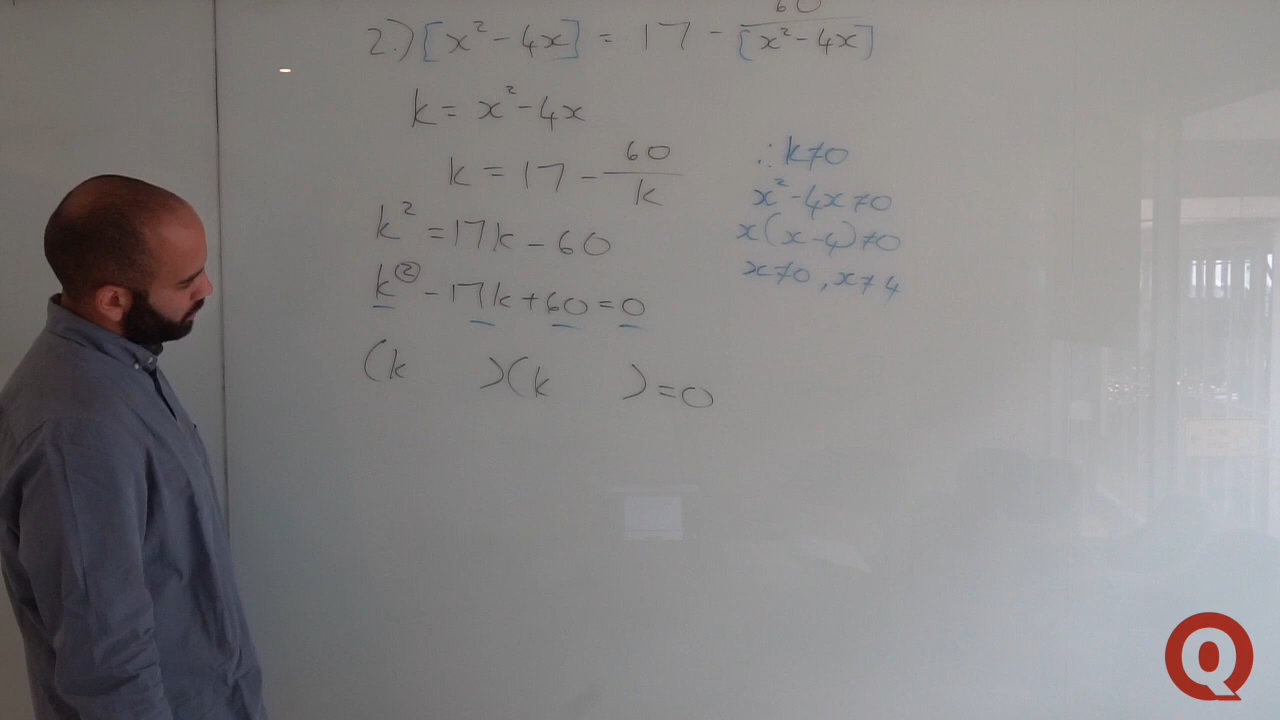 60
2.) [x² - 4x] = 17 - [x² - 4x]
k = x² - 4x
60
k = 17 - k
k² = 17k - 60
k² - 17k + 60 = 0
(k )(k ) = 0
∴ k ≠ 0
x² - 4x ≠ 0
x(x - 4) ≠ 0
x ≠ 0, x ≠ 4
Q